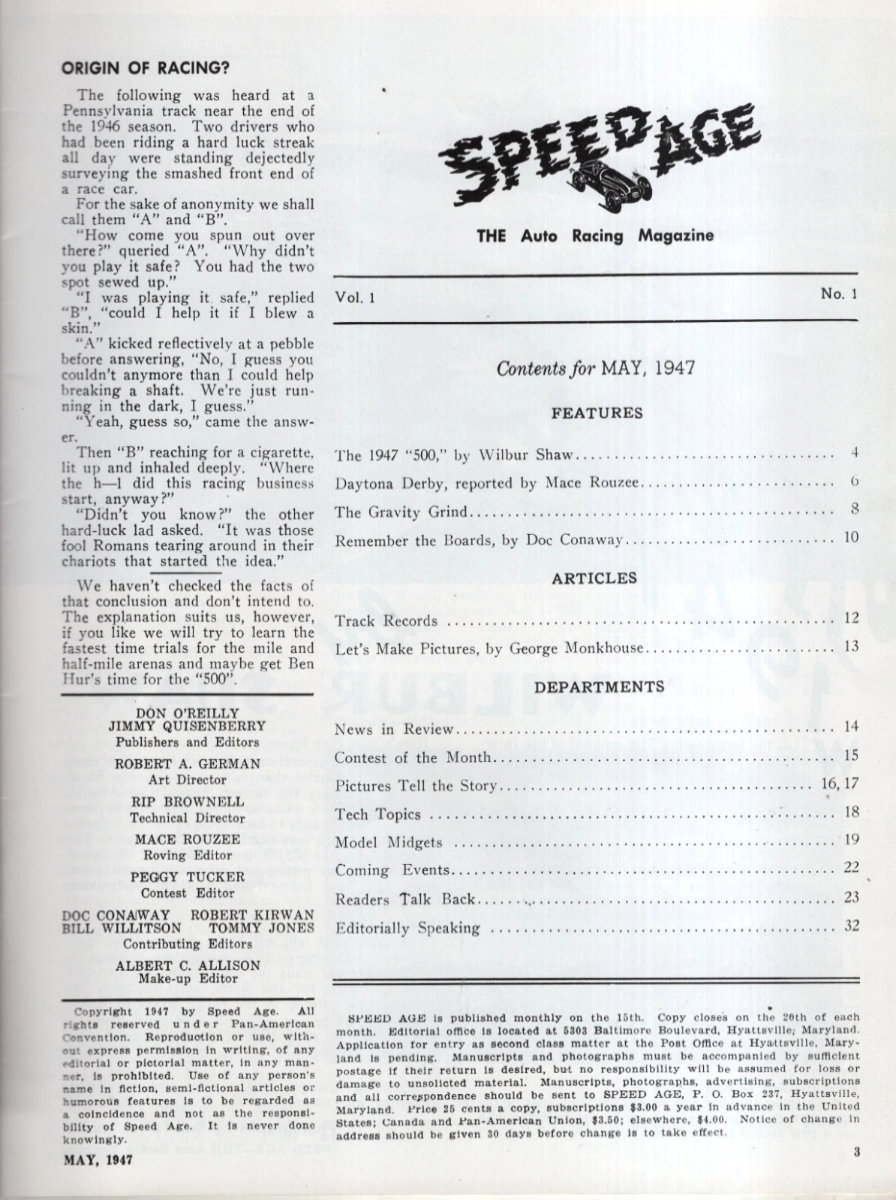 ORIGIN OF RACING?
The following was heard at a
Pennsylvania track near the end of
the 1946 season. Two drivers who
had been riding a hard luck streak
all day were standing dejectedly
surveying the smashed front end of
a race car.
For the sake of anonymity we shall
call them "A" and "B".
"How come you spun out over
there?" queried "A". "Why didn't
you play it safe? You had the two
spot sewed up."
"I was playing it safe," replied
"B", "could I help it if I blew a
skin."
"A" kicked reflectively at a pebble
before answering, "No, I guess you
couldn't anymore than I could help
breaking a shaft. We're just run-
ning in the dark, I guess."
"Yeah, guess so," came the answ-
er.
Then "B" reaching for a cigarette,
lit up and inhaled deeply. "Where
the h—l did this racing business
start, anyway?"
"Didn't you know?" the other
hard-luck lad asked. "It was those
fool Romans tearing around in their
chariots that started the idea."
We haven't checked the facts of
that conclusion and don't intend to.
The explanation suits us, however,
if you like we will try to learn the
fastest time trials for the mile and
half-mile arenas and maybe get Ben
Hur's time for the "500".
DON O'REILLY
JIMMY QUISENBERRY
Publishers and Editors
ROBERT A. GERMAN
Art Director
RIP BROWNELL
Technical Director
MACE ROUZEE
Roving Editor
PEGGY TUCKER
Contest Editor
DOC CONAWAY ROBERT KIRWAN
BILL WILLITSON TOMMY JONES
Contributing Editors
ALBERT C. ALLISON
Make-up Editor
Copyright 1947 by Speed Age. All
rights reserved under Pan-American
Convention. Reproduction or use, with-
out express permission in writing, of any
editorial or pictorial matter, in any man-
ner, is prohibited. Use of any person's
name in fiction, semi-fictional articles or
humorous features is to be regarded as
a coincidence and not as the responsi-
bility of Speed Age. It is never done
knowingly.
MAY, 1947
SPEED AGE
THE Auto Racing Magazine
Vol. 1 No. 1
Contents for MAY, 1947
FEATURES
The 1947 "500," by Wilbur Shaw 4
Daytona Derby, reported by Mace Rouzee 6
The Gravity Grind 8
Remember the Boards, by Doc Conaway 10
ARTICLES
Track Records 12
Let's Make Pictures, by George Monkhouse 13
DEPARTMENTS
News in Review 14
Contest of the Month 15
Pictures Tell the Story 16, 17
Tech Topics 18
Model Midgets 19
Coming Events 22
Readers Talk Back 23
Editorially Speaking 32
SPEED AGE is published monthly on the 15th. Copy closes on the 20th of each
month. Editorial office is located at 5303 Baltimore Boulevard, Hyattsville, Maryland.
Application for entry as second class matter at the Post Office at Hyattsville, Mary-
land is pending. Manuscripts and photographs must be accompanied by sufficient
postage if their return is desired, but no responsibility will be assumed for loss or
damage to unsolicted material. Manuscripts, photographs, advertising, subscriptions
and all correspondence should be sent to SPEED AGE, P. O. Box 237, Hyattsville,
Maryland. Price 25 cents a copy, subscriptions $3.00 a year in advance in the United
States; Canada and Pan-American Union, $3.50; elsewhere, $4.00. Notice of change in
address should be given 30 days before change is to take effect.
3